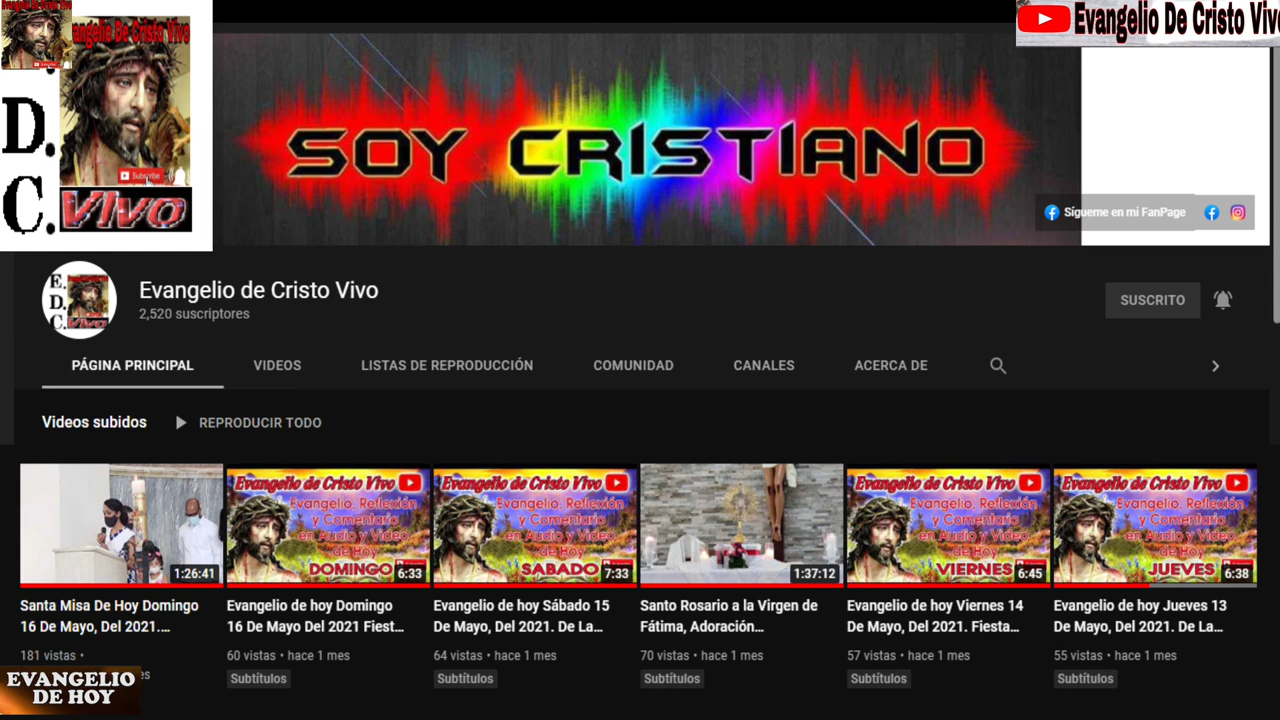 Evangelio De Cristo Vivo
D.
C.
Vivo
Subscribe
Evangelio De Cristo Vivo
SOY CRISTIANO
Sígueme en mi FanPage
E.
D.
C.
Vivo
Evangelio de Cristo Vivo
2,520 suscriptores
SUSCRITO
PÁGINA PRINCIPAL VIDEOS LISTAS DE REPRODUCCIÓN COMUNIDAD CANALES ACERCA DE
Videos subidos REPRODUCIR TODO
1:26:41
Santa Misa De Hoy Domingo
16 De Mayo, Del 2021....
181 vistas •
es
Evangelio de Cristo Vivo
Evangelio, Reflexión
y Comentario
en Audio y Video
de Hoy
DOMINGO 6:33
Evangelio de hoy Domingo
16 De Mayo Del 2021 Fiest...
60 vistas • hace 1 mes
Subtítulos
Evangelio de Cristo Vivo
Evangelio, Reflexión
y Comentario
en Audio y Video
de Hoy
SABADO 7:33
Evangelio de hoy Sábado 15
De Mayo, Del 2021. De La...
64 vistas • hace 1 mes
Subtítulos
1:37:12
Santo Rosario a la Virgen de
Fátima, Adoración...
70 vistas • hace 1 mes
Subtítulos
Evangelio de Cristo Vivo
Evangelio, Reflexión
y Comentario
en Audio y Video
de Hoy
VIERNES 6:45
Evangelio de hoy Viernes 14
De Mayo, Del 2021. Fiesta...
57 vistas • hace 1 mes
Subtítulos
Evangelio de Cristo Vivo
Evangelio, Reflexión
y Comentario
en Audio y Video
de Hoy
JUEVES 6:38
Evangelio de hoy Jueves 13
De Mayo, Del 2021. De La...
55 vistas • hace 1 mes
Subtítulos
EVANGELIO
DE HOY